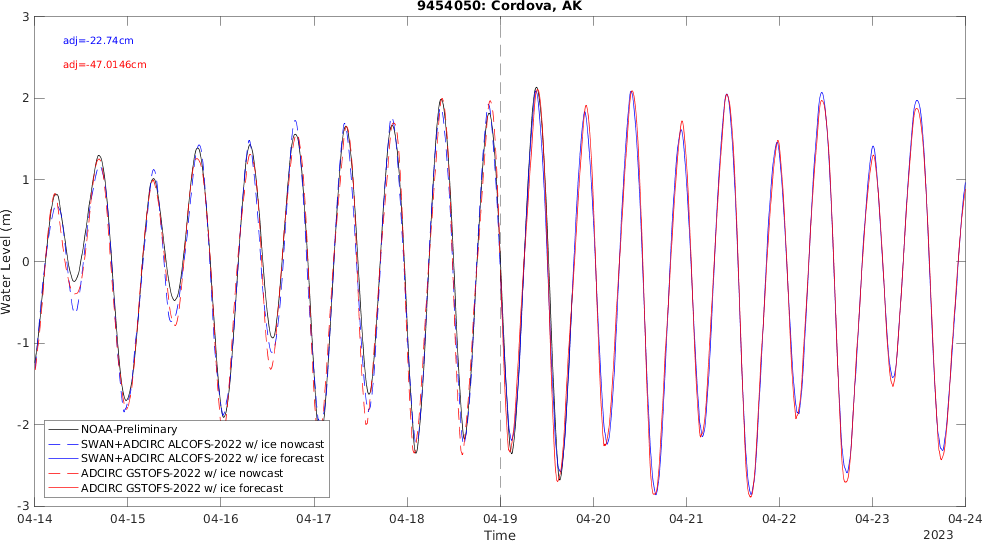 9454050: Cordova, AK
adj=-22.74cm
adj=-47.0146cm
Water Level (m)
3
2
1
0
-1
-2
-3
NOAA-Preliminary
SWAN+ADCIRC ALCOFS-2022 w/ ice nowcast
SWAN+ADCIRC ALCOFS-2022 w/ ice forecast
ADCIRC GSTOFS-2022 w/ ice nowcast
ADCIRC GSTOFS-2022 w/ ice forecast
04-14 04-15 04-16 04-17 04-18 04-19 04-20 04-21 04-22 04-23 04-24
Time
2023